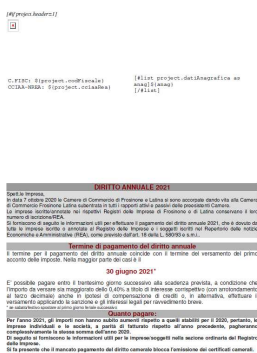 [#if project.headers1]
C.FISC: ${project.codFiscale}
CCIAA-NREA: ${project.cciaaRea}
[#list project.datiAnagrafica as
anag]${anag}
[/#list]
DIRITTO ANNUALE 2021
Spett.le Impresa,
In data 7 ottobre 2020 le Camere di Commercio di Frosinone e Latina si sono accorpate dando vita alla Camera
di Commercio Frosinone Latina subentrata in tutti i rapporti attivi e passivi delle preesistenti Camere.
Le imprese iscritte/annotate nei rispettivi Registri delle Imprese di Frosinone e di Latina conservano il loro
numero di iscrizione/REA.
Si forniscono di seguito le informazioni utili per effettuare il pagamento del diritto annuale 2021, che è dovuto da
tutte le imprese iscritte o annotate al Registro delle Imprese e i soggetti iscritti nel Repertorio delle notizie
Economiche e Amministrative (REA), come previsto dall'art. 18 della L. 580/93 e s.m.i..
Termine di pagamento del diritto annuale
Il termine per il pagamento del diritto annuale coincide con il termine del versamento del primo
acconto delle imposte. Nella maggior parte dei casi è il
30 giugno 2021*
E' possibile pagare entro il trentesimo giorno successivo alla scadenza prevista, a condizione che
l'importo da versare sia maggiorato dello 0,40% a titolo di interesse corrispettivo (con arrotondamento
al terzo decimale) anche in ipotesi di compensazione di crediti o, in alternativa, effettuare il
versamento applicando le sanzioni e gli interessi legali per ravvedimento breve.
Quanto pagare:
Per l'anno 2021, gli importi non hanno subito aumenti rispetto a quelli stabiliti per il 2020, pertanto, le
imprese individuali e le società, a parità di fatturato rispetto all'anno precedente, pagheranno
complessivamente la stessa somma dell'anno 2020.
Di seguito si forniscono le informazioni utili per le imprese/soggetti nella sezione ordinaria del Registro
delle Imprese.
Si fa presente che il mancato pagamento del diritto camerale blocca l'emissione dei certificati camerali.